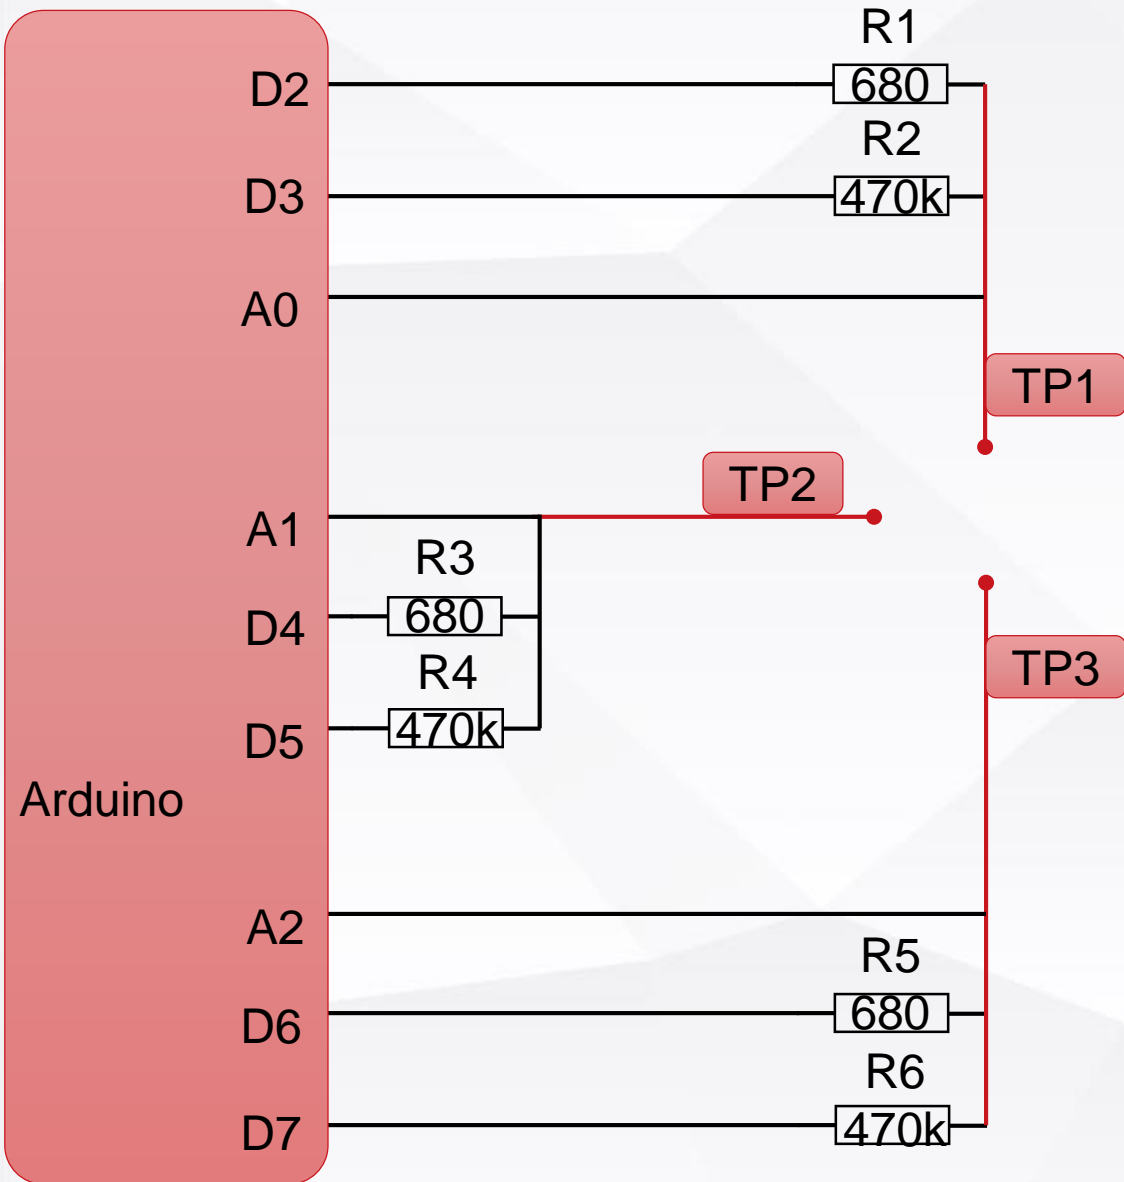 R1
D2
680
R2
D3
470k
A0
TP1
TP2
A1
R3
D4
680
R4
TP3
D5
470k
Arduino
A2
R5
D6
680
R6
D7
470k